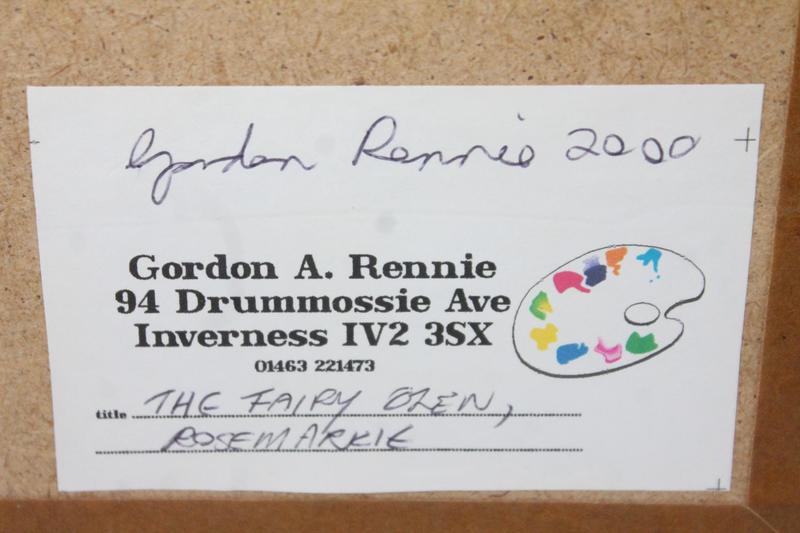 Gordon Rennie 2000
Gordon A. Rennie
94 Drummossie Ave
Inverness IV2 3SX
01463 221473
title THE FAIRY GLEN,
ROSEMARKIE